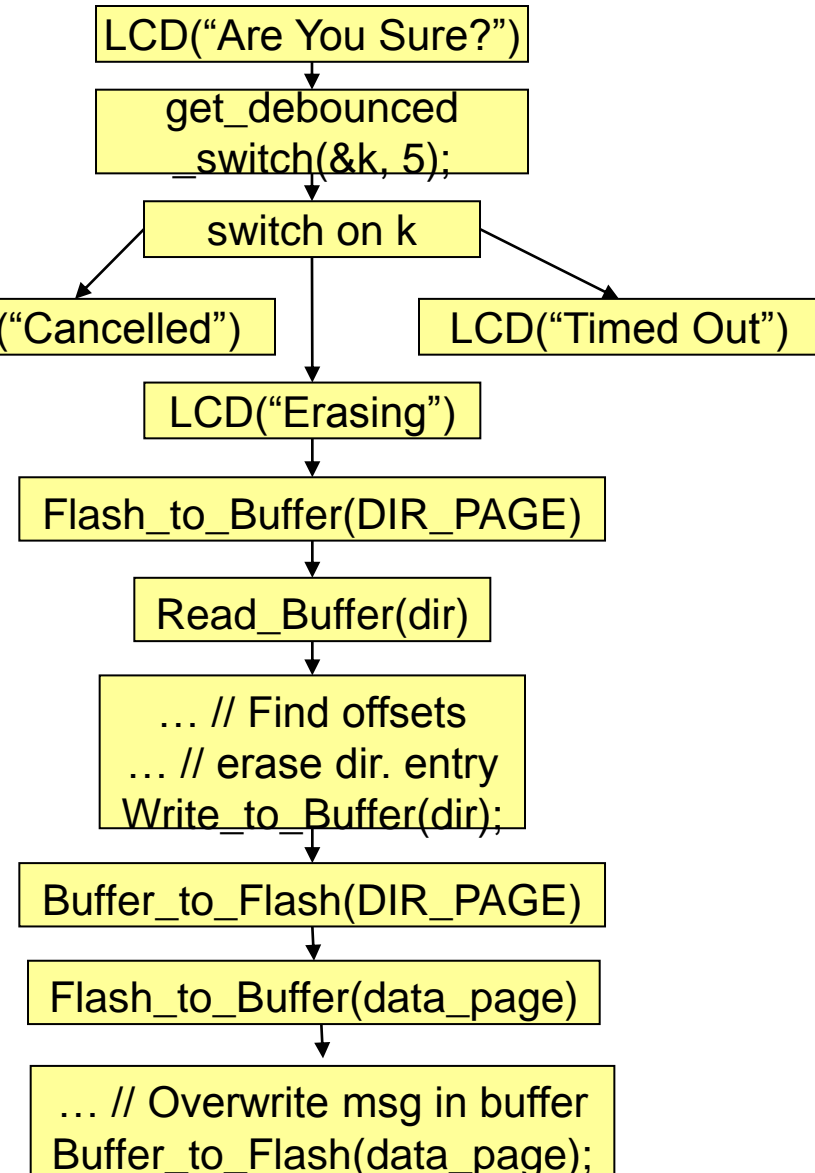 LCD(“Are You Sure?”)
get_debounced
_switch(&k, 5);
switch on k
(“Cancelled”)
LCD(“Timed Out”)
LCD(“Erasing”)
Flash_to_Buffer(DIR_PAGE)
Read_Buffer(dir)
… // Find offsets
… // erase dir. entry
Write_to_Buffer(dir);
Buffer_to_Flash(DIR_PAGE)
Flash_to_Buffer(data_page)
… // Overwrite msg in buffer
Buffer_to_Flash(data_page);